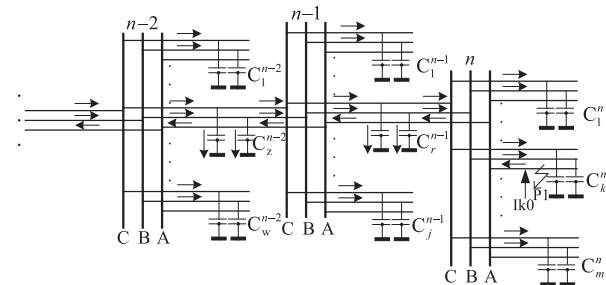 n−2
n−1
n
C₁ⁿ⁻²
C_zⁿ⁻²
C_wⁿ⁻²
C B A
C₁ⁿ⁻¹
C_rⁿ⁻¹
C_jⁿ⁻¹
C B A
C₁ⁿ
C_kⁿ
P1
Ik0
C_mⁿ
C B A